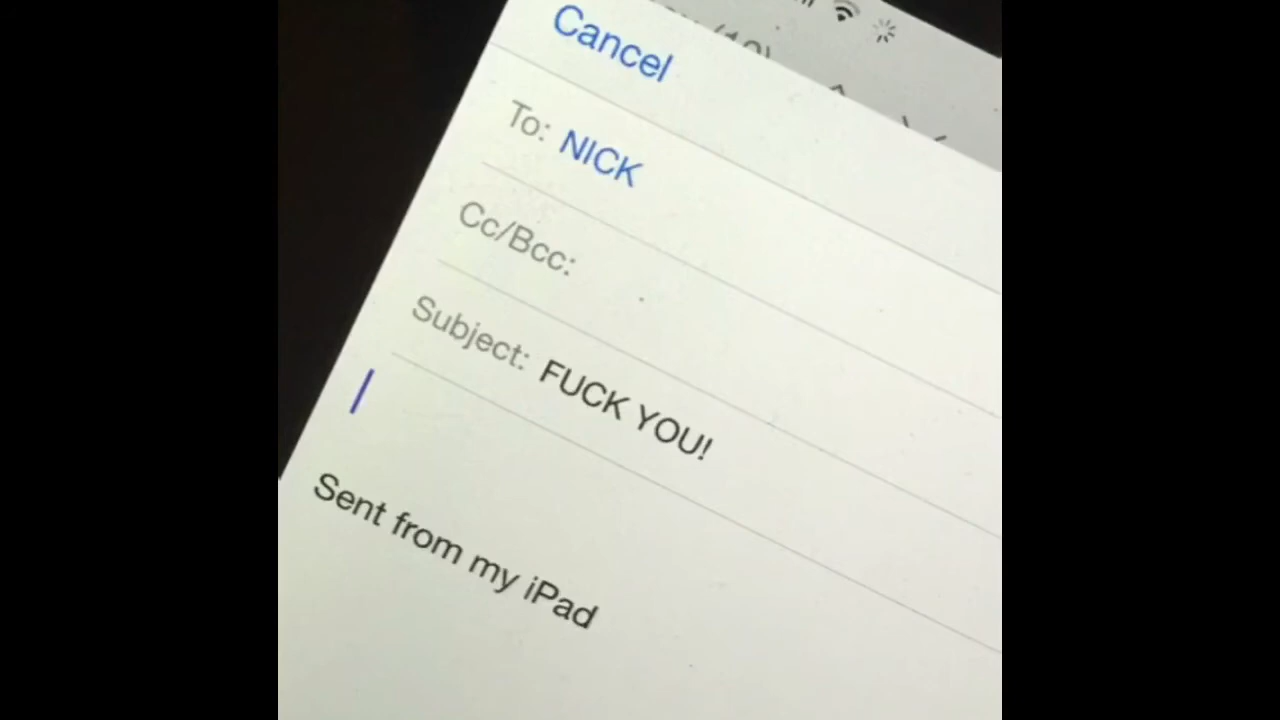 Cancel
To: NICK
Cc/Bcc:
Subject: FUCK YOU!
Sent from my iPad